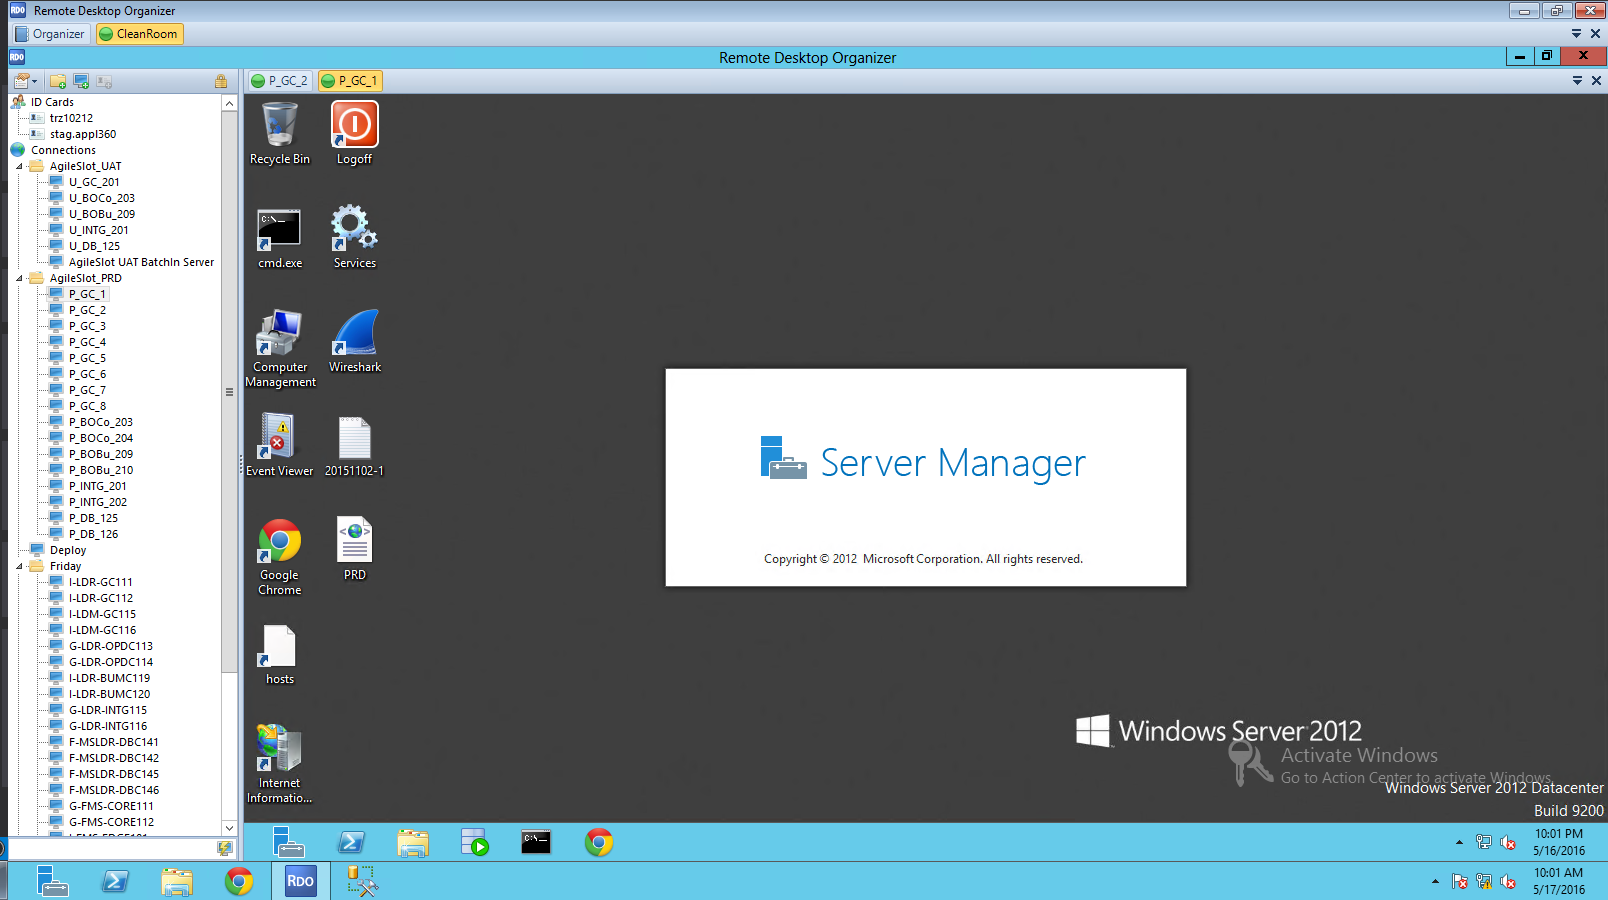 RDO Remote Desktop Organizer
Organizer CleanRoom
RDO
Remote Desktop Organizer
P_GC_2 P_GC_1
ID Cards
trz10212
stag.appl360
Connections
AgileSlot_UAT
U_GC_201
U_BOCo_203
U_BOBu_209
U_INTG_201
U_DB_125
AgileSlot UAT BatchIn Server
AgileSlot_PRD
P_GC_1
P_GC_2
P_GC_3
P_GC_4
P_GC_5
P_GC_6
P_GC_7
P_GC_8
P_BOCo_203
P_BOCo_204
P_BOBu_209
P_BOBu_210
P_INTG_201
P_INTG_202
P_DB_125
P_DB_126
Deploy
Friday
I-LDR-GC111
I-LDR-GC112
I-LDM-GC115
I-LDM-GC116
G-LDR-OPDC113
G-LDR-OPDC114
I-LDR-BUMC119
I-LDR-BUMC120
G-LDR-INTG115
G-LDR-INTG116
F-MSLDR-DBC141
F-MSLDR-DBC142
F-MSLDR-DBC145
F-MSLDR-DBC146
G-FMS-CORE111
G-FMS-CORE112
Recycle Bin
Logoff
C:\._
cmd.exe
Services
Computer
Management
Wireshark
Event Viewer
20151102-1
Google
Chrome
PRD
hosts
Internet
Informatio...
Server Manager
Copyright © 2012 Microsoft Corporation. All rights reserved.
Windows Server 2012
Activate Windows
Go to Action Center to activate Windows.
Windows Server 2012 Datacenter
Build 9200
C:\._
10:01 PM
5/16/2016
RDO
10:01 AM
5/17/2016